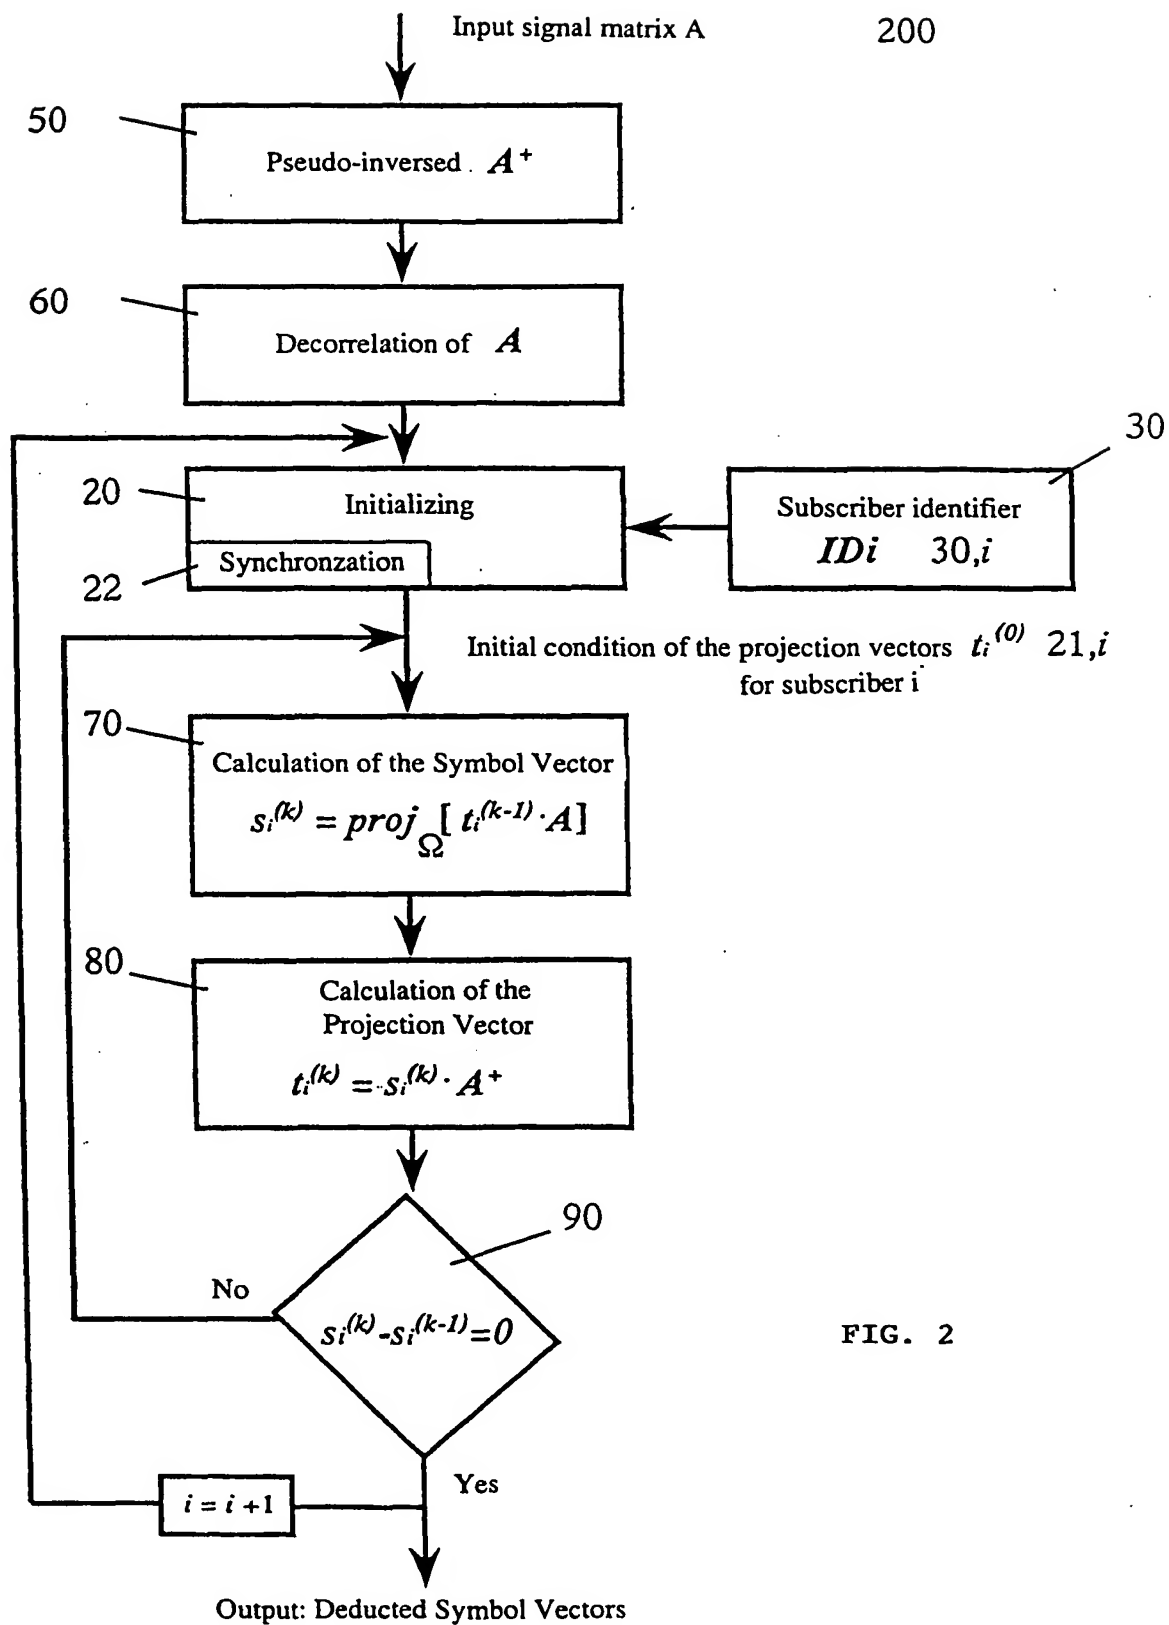 Input signal matrix A
200
50
Pseudo-inversed . A⁺
60
Decorrelation of A
30
20
Initializing
Subscriber identifier
IDi 30,i
22
Synchronzation
Initial condition of the projection vectors tᵢ⁽⁰⁾ 21,i
for subscriber i
70
Calculation of the Symbol Vector
sᵢ^(k) = proj_Ω [ tᵢ^(k-1) · A ]
80
Calculation of the
Projection Vector
tᵢ^(k) = sᵢ^(k) · A⁺
90
No
sᵢ^(k) - sᵢ^(k-1) = 0
FIG. 2
Yes
i = i +1
Output: Deducted Symbol Vectors